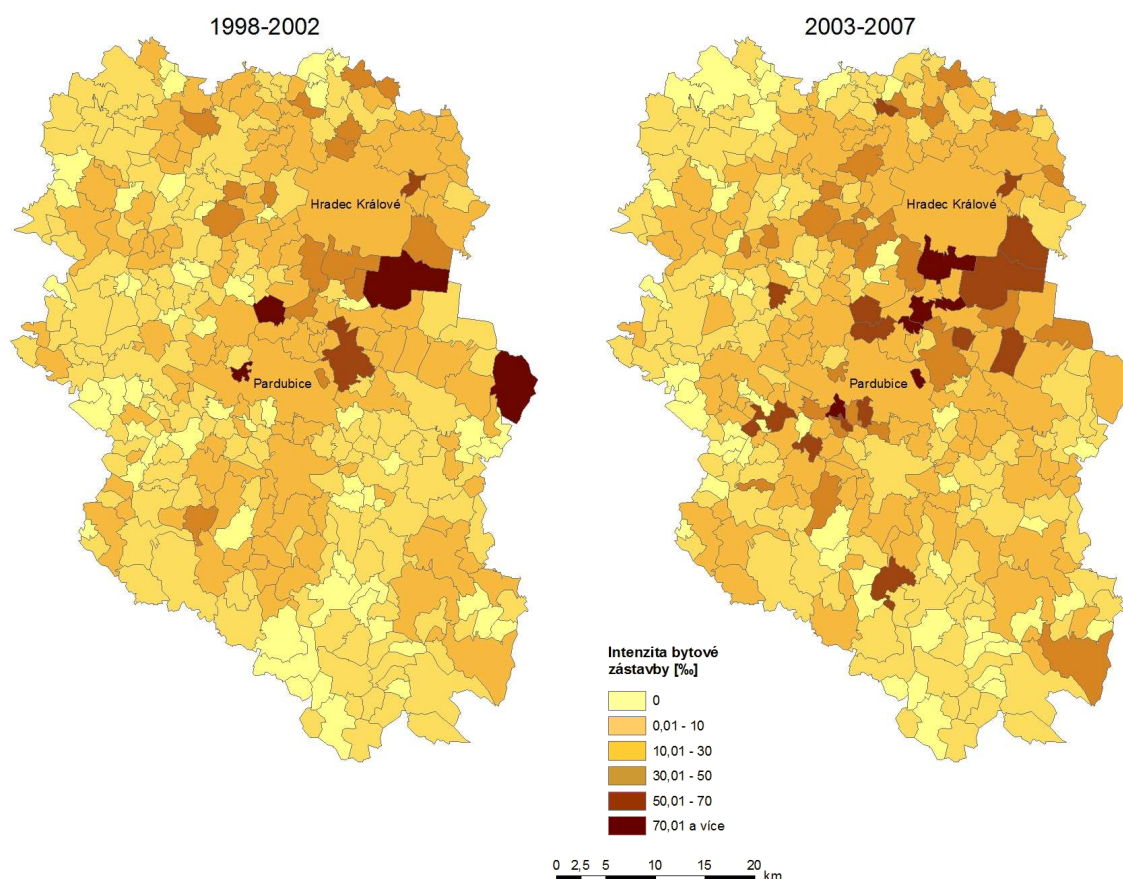 1998-2002
2003-2007
Hradec Králové
Pardubice
Hradec Králové
Pardubice
Intenzita bytové
zástavby [‰]
0
0,01 - 10
10,01 - 30
30,01 - 50
50,01 - 70
70,01 a více
0 2,5 5 10 15 20
km